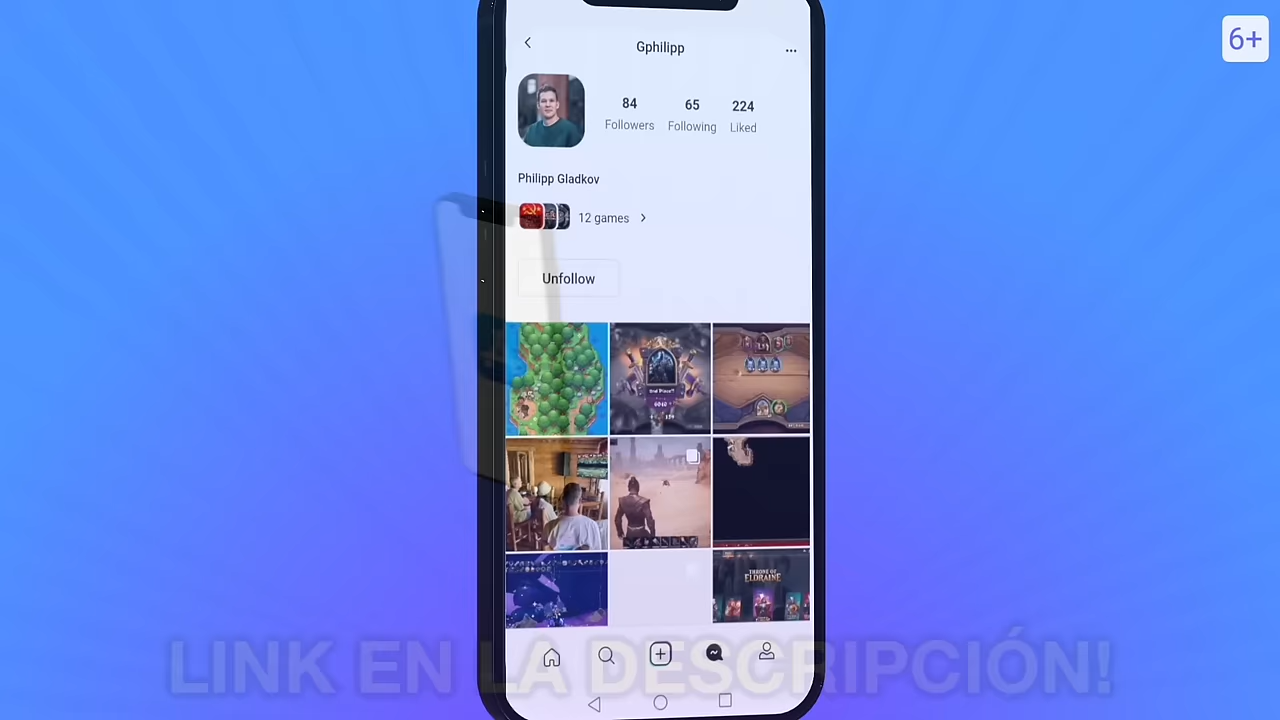 6+
Gphilipp
84
65
224
Followers
Following
Liked
Philipp Gladkov
12 games
Unfollow
THRONE OF
ELDRAINE
LINK EN LA DESCRIPCIÓN!